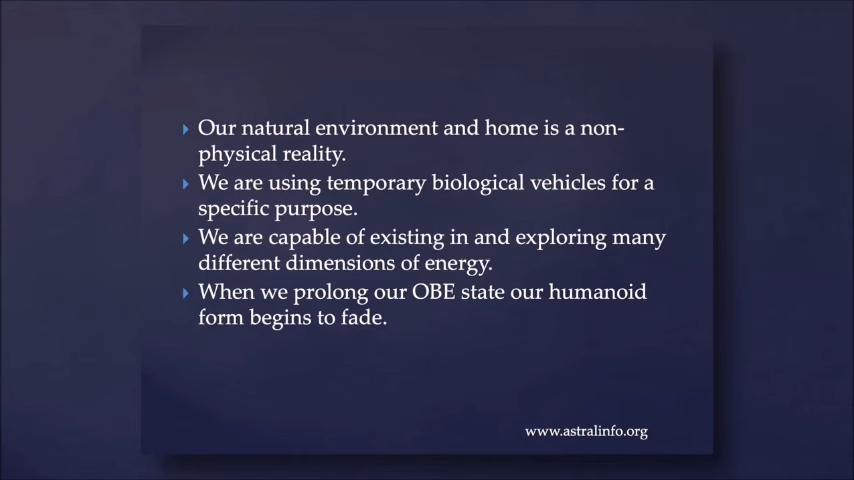 Our natural environment and home is a non-
physical reality.
We are using temporary biological vehicles for a
specific purpose.
We are capable of existing in and exploring many
different dimensions of energy.
When we prolong our OBE state our humanoid
form begins to fade.
www.astralinfo.org